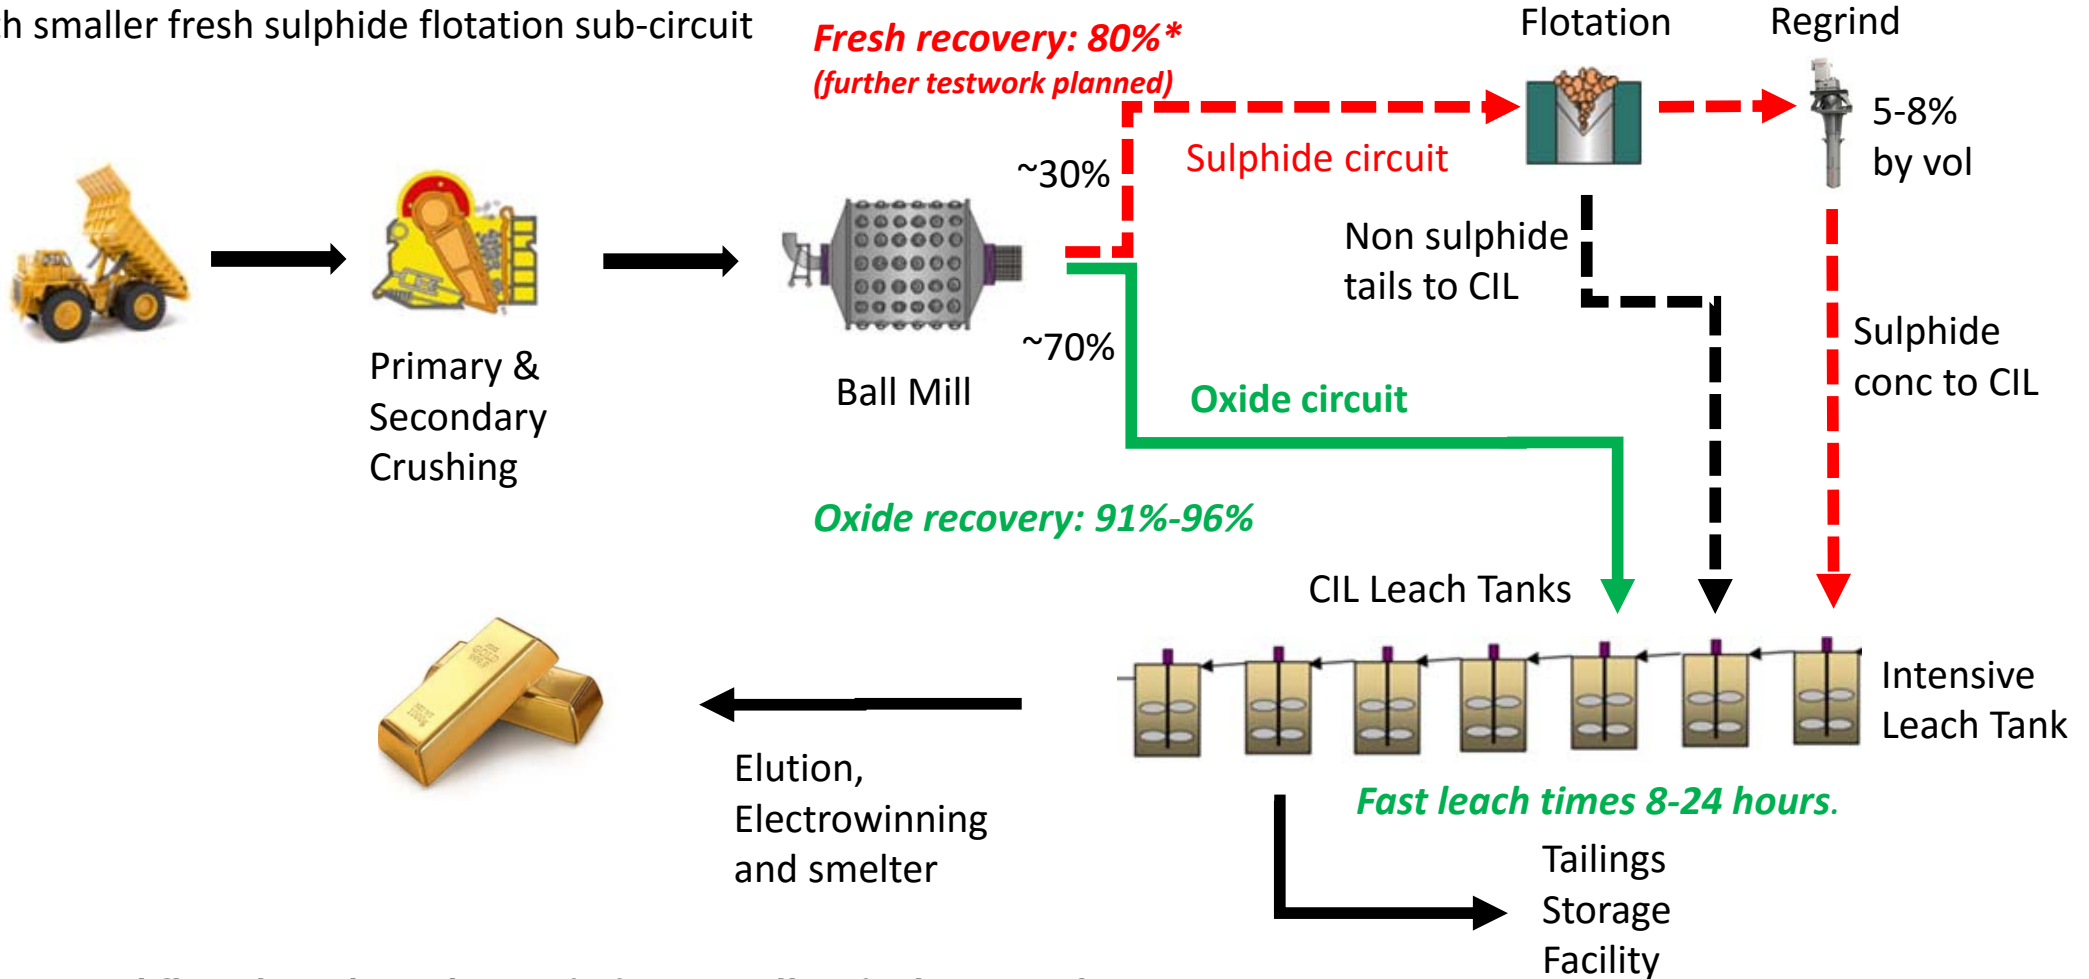 smaller fresh sulphide flotation sub-circuit
Fresh recovery: 80%*
(further testwork planned)
Flotation
Regrind
5-8%
by vol
~30%
Sulphide circuit
Non sulphide
tails to CIL
Sulphide
conc to CIL
~70%
Primary &
Secondary
Crushing
Ball Mill
Oxide circuit
Oxide recovery: 91%-96%
CIL Leach Tanks
Intensive
Leach Tank
Fast leach times 8-24 hours.
Elution,
Electrowinning
and smelter
Tailings
Storage
Facility